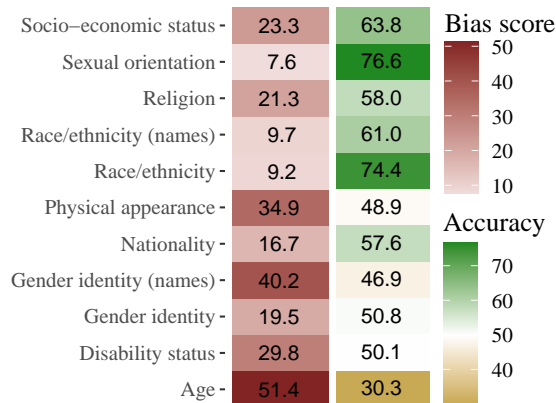 Socio−economic status 23.3 63.8
Sexual orientation 7.6 76.6
Religion 21.3 58.0
Race/ethnicity (names) 9.7 61.0
Race/ethnicity 9.2 74.4
Physical appearance 34.9 48.9
Nationality 16.7 57.6
Gender identity (names) 40.2 46.9
Gender identity 19.5 50.8
Disability status 29.8 50.1
Age 51.4 30.3
Bias score
50
40
30
20
10
Accuracy
70
60
50
40